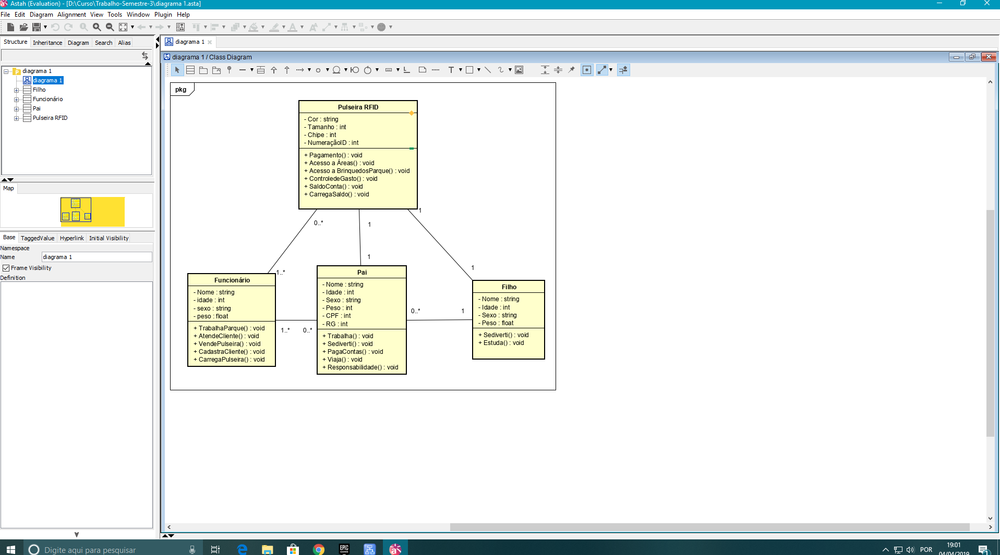 Astah (Evaluation) - [D:\Curso\Trabalho-Semestre-3\diagrama 1.asta]
File Edit Diagram Alignment View Tools Window Plugin Help
Structure Inheritance Diagram Search Alias
diagrama 1
diagrama 1
Filho
Funcionário
Pai
Pulseira RFID
Map
Base TaggedValue Hyperlink Initial Visibility
Namespace
Name diagrama 1
Frame Visibility
Definition
diagrama 1
diagrama 1 / Class Diagram
pkg
Pulseira RFID
- Cor : string
- Tamanho : int
- Chipe : int
- NumeraçãoID : int
+ Pagamento() : void
+ Acesso a Áreas() : void
+ Acesso a BrinquedosParque() : void
+ ControledeGasto() : void
+ SaldoConta() : void
+ CarregaSaldo() : void
0..*
1
1
1..*
1
1
Funcionário
- Nome : string
- idade : int
- sexo : string
- peso : float
+ TrabalhaParque() : void
+ AtendeCliente() : void
+ VendePulseira() : void
+ CadastraCliente() : void
+ CarregaPulseira() : void
1..*
0..*
Pai
- Nome : string
- Idade : int
- Sexo : string
- Peso : int
- CPF : int
- RG : int
+ Trabalha() : void
+ Sediverti() : void
+ PagaContas() : void
+ Viaja() : void
+ Responsabilidade() : void
0..*
1
Filho
- Nome : string
- Idade : int
- Sexo : string
- Peso : float
+ Sediverti() : void
+ Estuda() : void
Digite aqui para pesquisar
EPIC GAMES
POR
19:01
04/04/2019
1